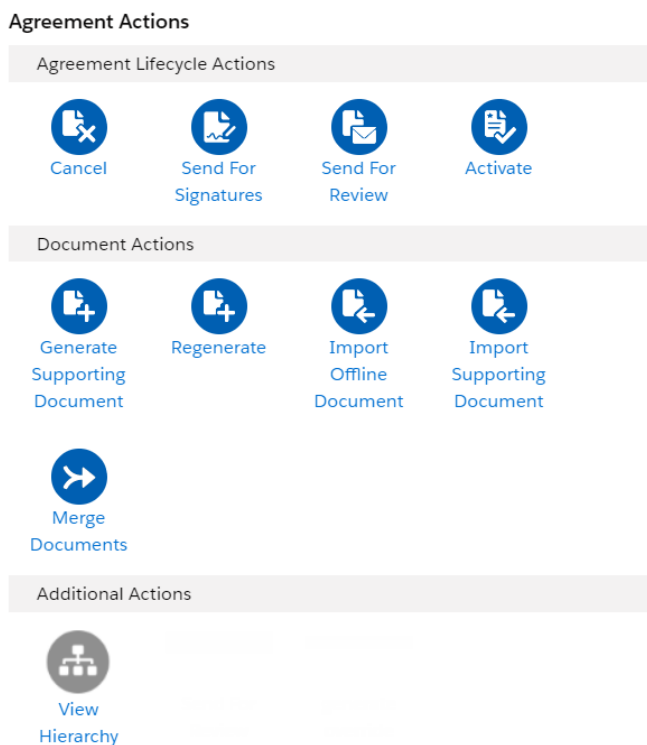 Agreement Actions
Agreement Lifecycle Actions
Cancel
Send For
Signatures
Send For
Review
Activate
Document Actions
Generate
Supporting
Document
Regenerate
Import
Offline
Document
Import
Supporting
Document
Merge
Documents
Additional Actions
View
Hierarchy